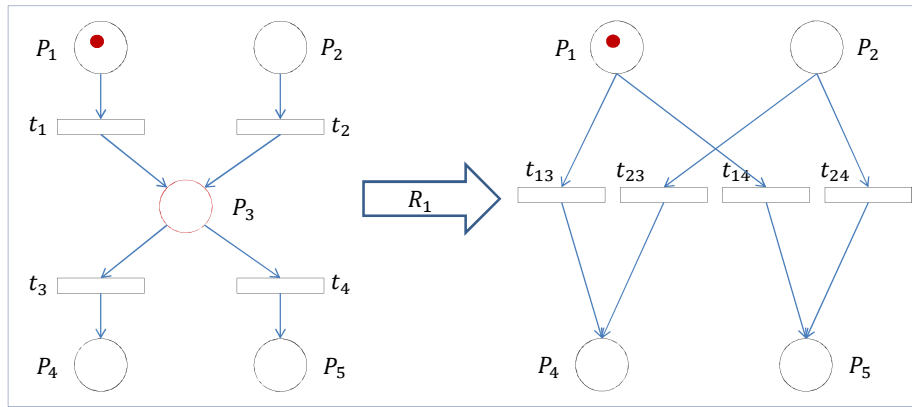 P₁ P₂
t₁ t₂
P₃
t₃ t₄
P₄ P₅
R₁
P₁ P₂
t₁₃ t₂₃ t₁₄ t₂₄
P₄ P₅